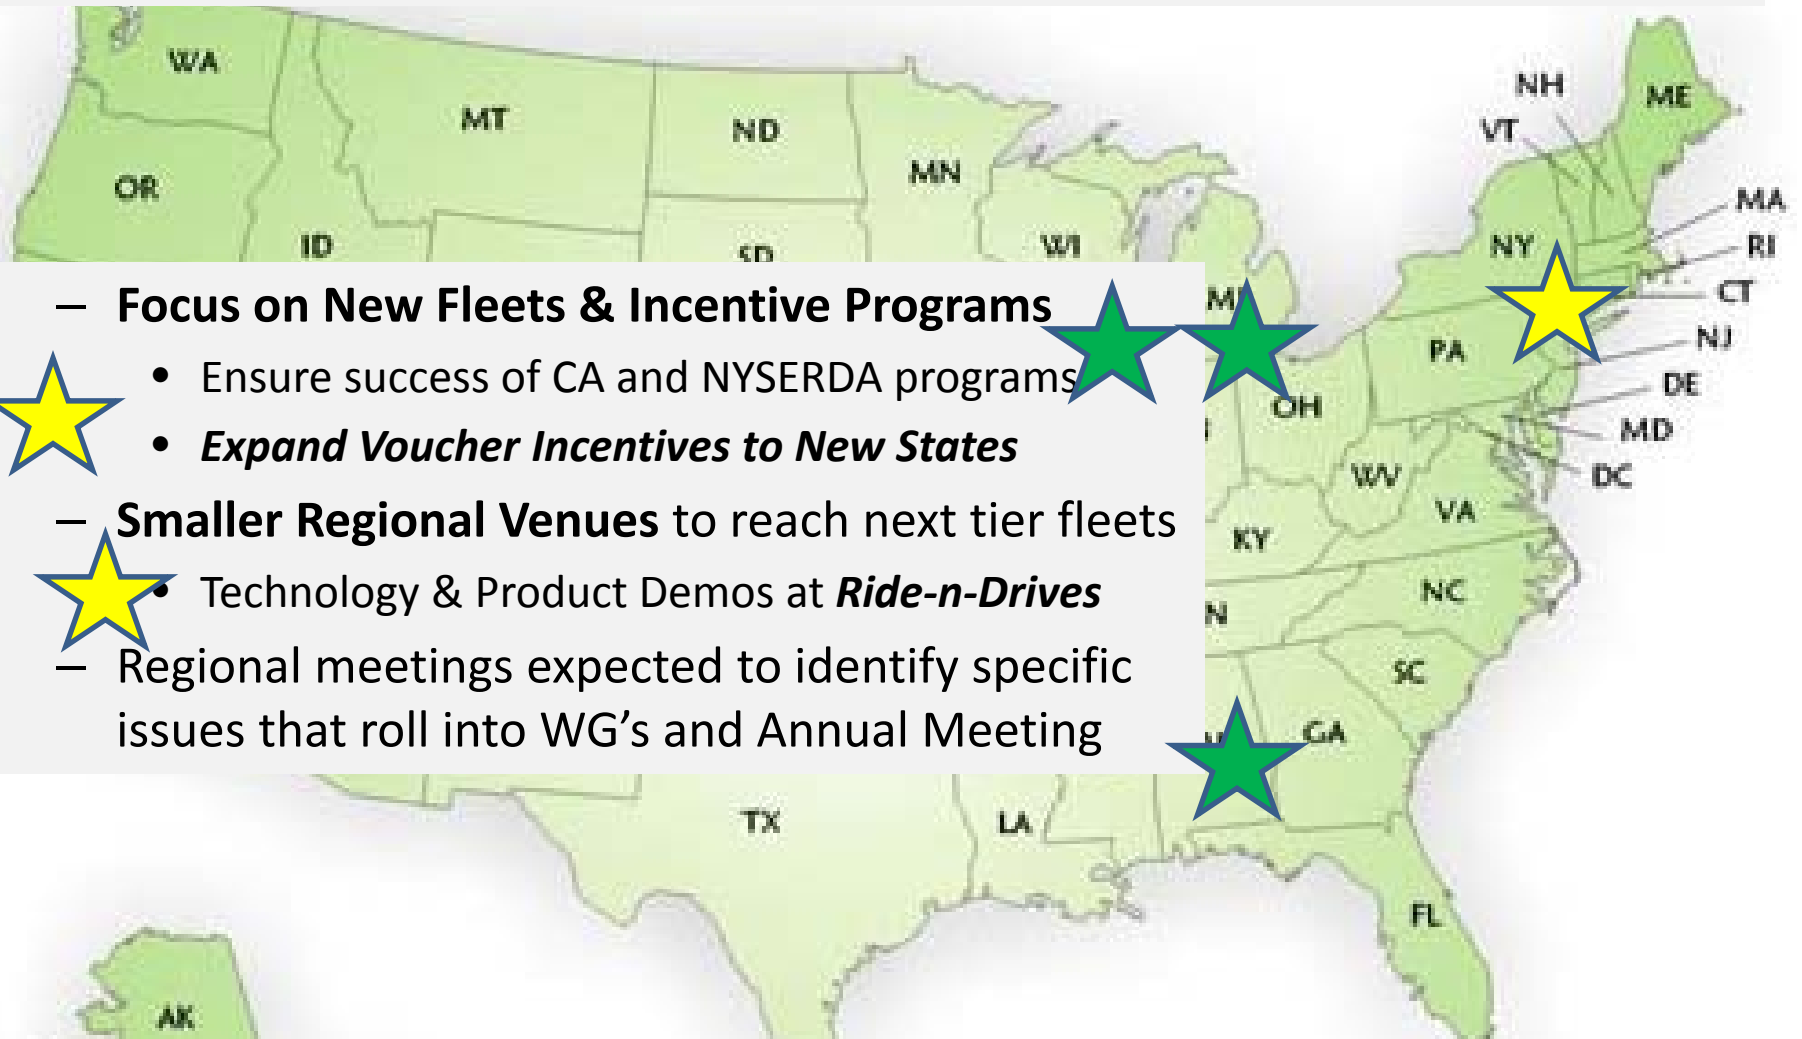 WA
MT
ND
MN
OR
ID
SD
WI
NH
ME
VT
MA
NY
RI
CT
NJ
PA
DE
OH
MD
WV
DC
VA
KY
NC
SC
GA
TX
LA
FL
AK
– Focus on New Fleets & Incentive Programs
• Ensure success of CA and NYSERDA programs
• Expand Voucher Incentives to New States
– Smaller Regional Venues to reach next tier fleets
• Technology & Product Demos at Ride-n-Drives
– Regional meetings expected to identify specific
issues that roll into WG’s and Annual Meeting